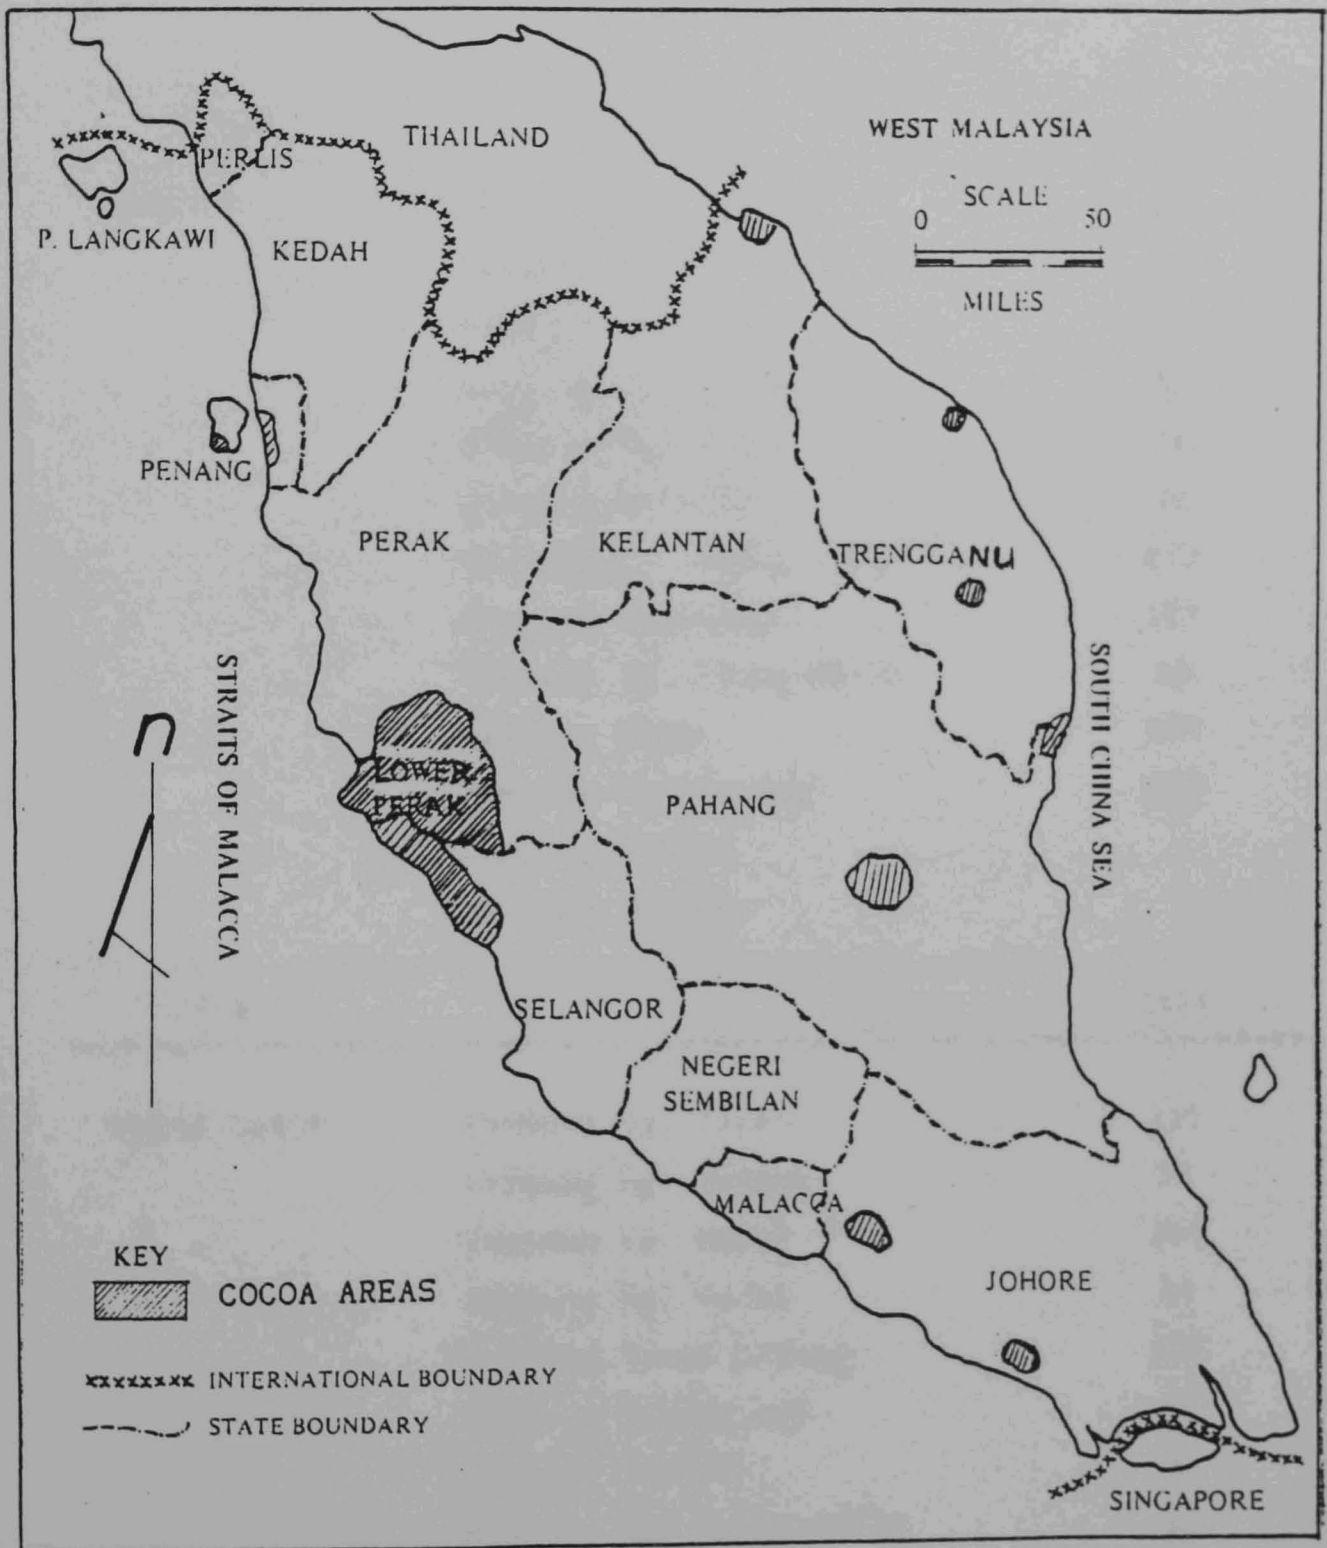 THAILAND
WEST MALAYSIA
SCALE
0 50
MILES
PERLIS
P. LANGKAWI
KEDAH
PENANG
PERAK
KELANTAN
TRENGGANU
STRAITS OF MALACCA
SOUTH CHINA SEA
n
LOWER
PERAK
PAHANG
SELANGOR
NEGERI
SEMBILAN
MALACCA
JOHORE
KEY
COCOA AREAS
INTERNATIONAL BOUNDARY
STATE BOUNDARY
SINGAPORE